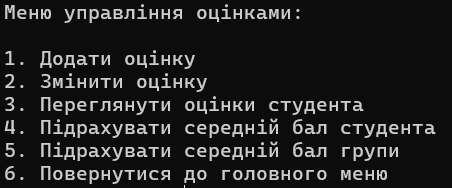 Меню управління оцінками:
1. Додати оцінку
2. Змінити оцінку
3. Переглянути оцінки студента
4. Підрахувати середній бал студента
5. Підрахувати середній бал групи
6. Повернутися до головного меню